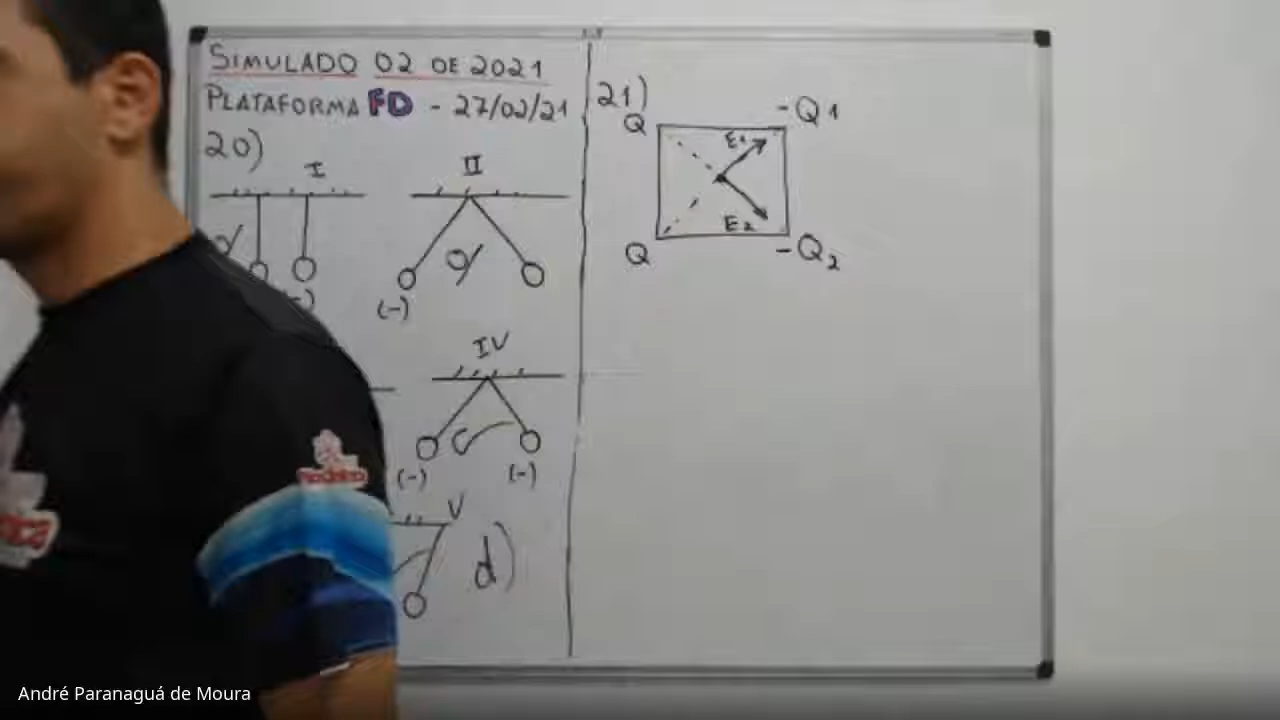 SIMULADO 02 DE 2021
PLATAFORMA FD - 27/02/21
20)
I
II
(-)
IV
(-)
(-)
V
d)
21)
Q
-Q1
E1
E2
Q
-Q2
André Paranaguá de Moura